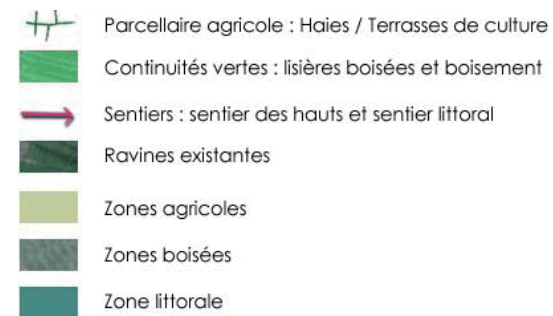 Parcellaire agricole : Haies / Terrasses de culture
Continuités vertes : lisières boisées et boisement
Sentiers : sentier des hauts et sentier littoral
Ravines existantes
Zones agricoles
Zones boisées
Zone littorale